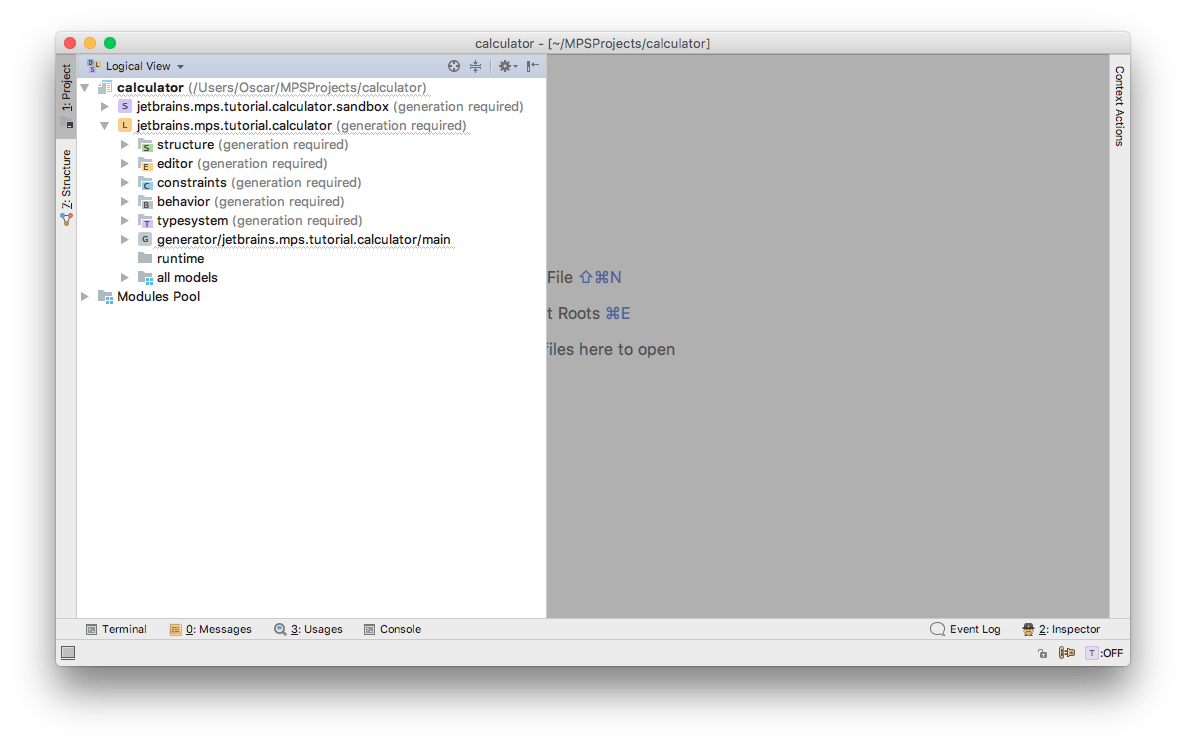 calculator - [~/MPSProjects/calculator]
1: Project
Z: Structure
Logical View
calculator (/Users/Oscar/MPSProjects/calculator)
S jetbrains.mps.tutorial.calculator.sandbox (generation required)
L jetbrains.mps.tutorial.calculator (generation required)
S structure (generation required)
E editor (generation required)
C constraints (generation required)
B behavior (generation required)
T typesystem (generation required)
G generator/jetbrains.mps.tutorial.calculator/main
runtime
all models
Modules Pool
File ⇧⌘N
t Roots ⌘E
files here to open
Context Actions
Terminal
0: Messages
3: Usages
Console
Event Log
2: Inspector
T :OFF